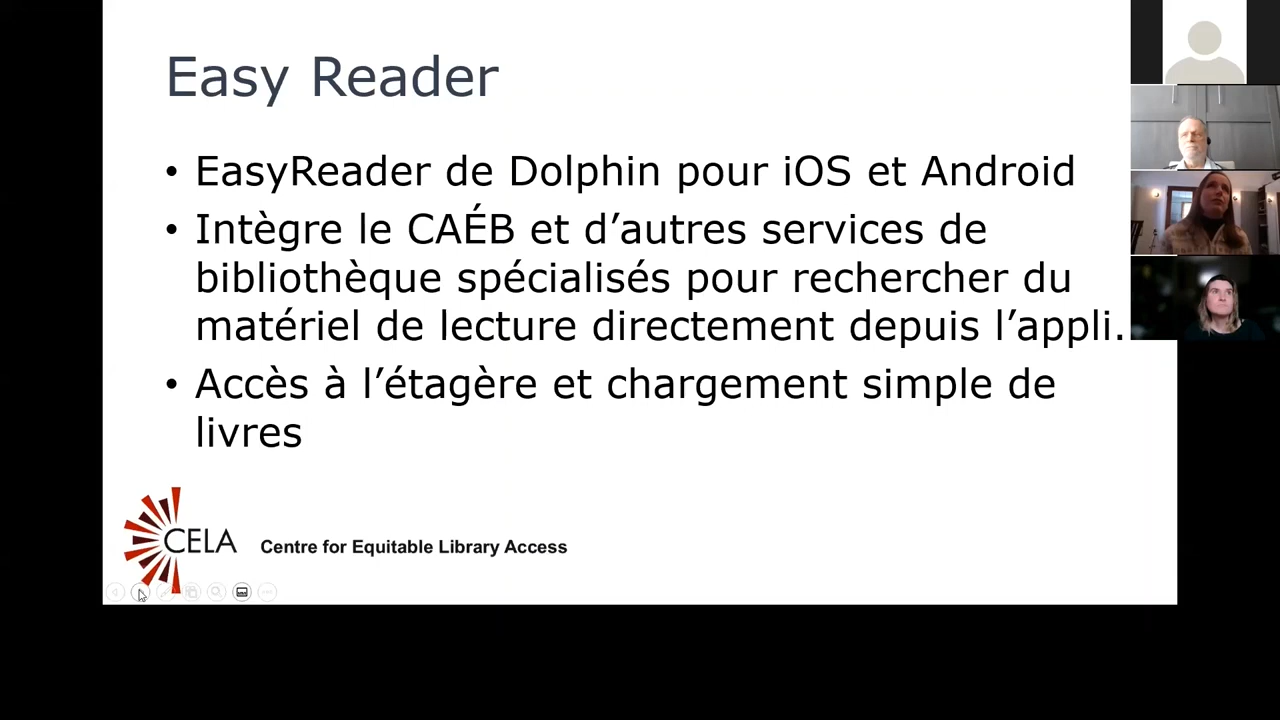 Easy Reader
• EasyReader de Dolphin pour iOS et Android
• Intègre le CAÉB et d’autres services de
bibliothèque spécialisés pour rechercher du
matériel de lecture directement depuis l’appli.
• Accès à l’étagère et chargement simple de
livres
CELA
Centre for Equitable Library Access